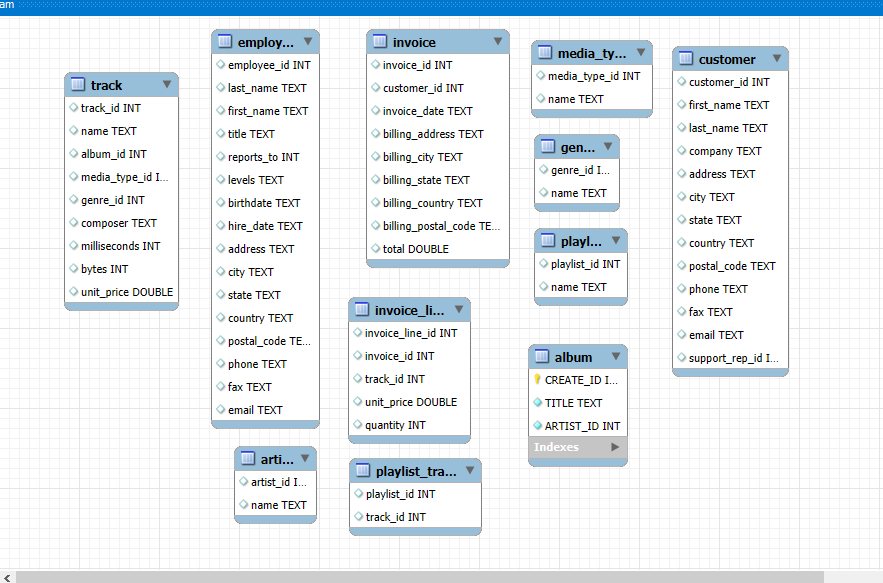 am
track
track_id INT
name TEXT
album_id INT
media_type_id I...
genre_id INT
composer TEXT
milliseconds INT
bytes INT
unit_price DOUBLE
employ...
employee_id INT
last_name TEXT
first_name TEXT
title TEXT
reports_to INT
levels TEXT
birthdate TEXT
hire_date TEXT
address TEXT
city TEXT
state TEXT
country TEXT
postal_code TE...
phone TEXT
fax TEXT
email TEXT
arti...
artist_id I...
name TEXT
invoice
invoice_id INT
customer_id INT
invoice_date TEXT
billing_address TEXT
billing_city TEXT
billing_state TEXT
billing_country TEXT
billing_postal_code TE...
total DOUBLE
invoice_li...
invoice_line_id INT
invoice_id INT
track_id INT
unit_price DOUBLE
quantity INT
playlist_tra...
playlist_id INT
track_id INT
media_ty...
media_type_id INT
name TEXT
gen...
genre_id I...
name TEXT
playl...
playlist_id INT
name TEXT
album
CREATE_ID I...
TITLE TEXT
ARTIST_ID INT
Indexes
customer
customer_id INT
first_name TEXT
last_name TEXT
company TEXT
address TEXT
city TEXT
state TEXT
country TEXT
postal_code TEXT
phone TEXT
fax TEXT
email TEXT
support_rep_id I...